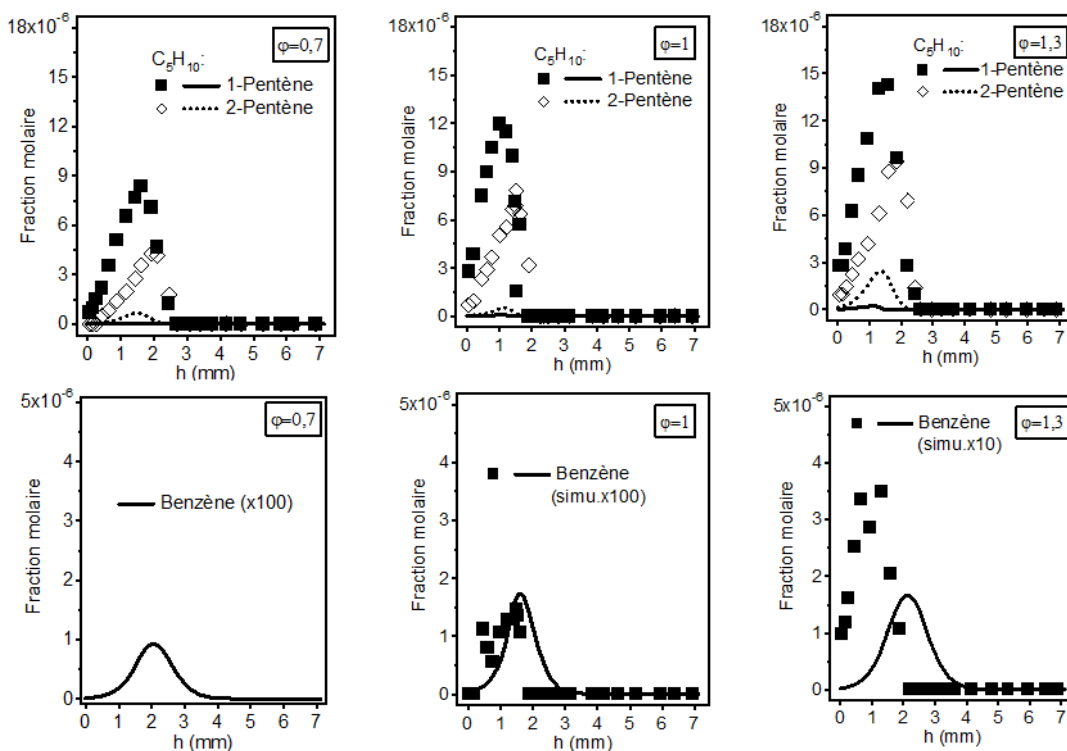 18x10⁻⁶
φ=0,7
C₅H₁₀:
1-Pentène
2-Pentène
15
12
9
6
3
0
Fraction molaire
0 1 2 3 4 5 6 7
h (mm)
18x10⁻⁶
φ=1
C₅H₁₀:
1-Pentène
2-Pentène
15
12
9
6
3
0
Fraction molaire
0 1 2 3 4 5 6 7
h (mm)
18x10⁻⁶
φ=1,3
C₅H₁₀:
1-Pentène
2-Pentène
15
12
9
6
3
0
Fraction molaire
0 1 2 3 4 5 6 7
h (mm)
5x10⁻⁶
φ=0,7
Benzène (x100)
4
3
2
1
0
Fraction molaire
0 1 2 3 4 5 6 7
h (mm)
5x10⁻⁶
φ=1
Benzène
(simu.x100)
4
3
2
1
0
Fraction molaire
0 1 2 3 4 5 6 7
h (mm)
5x10⁻⁶
φ=1,3
Benzène
(simu.x10)
4
3
2
1
0
Fraction molaire
0 1 2 3 4 5 6 7
h (mm)